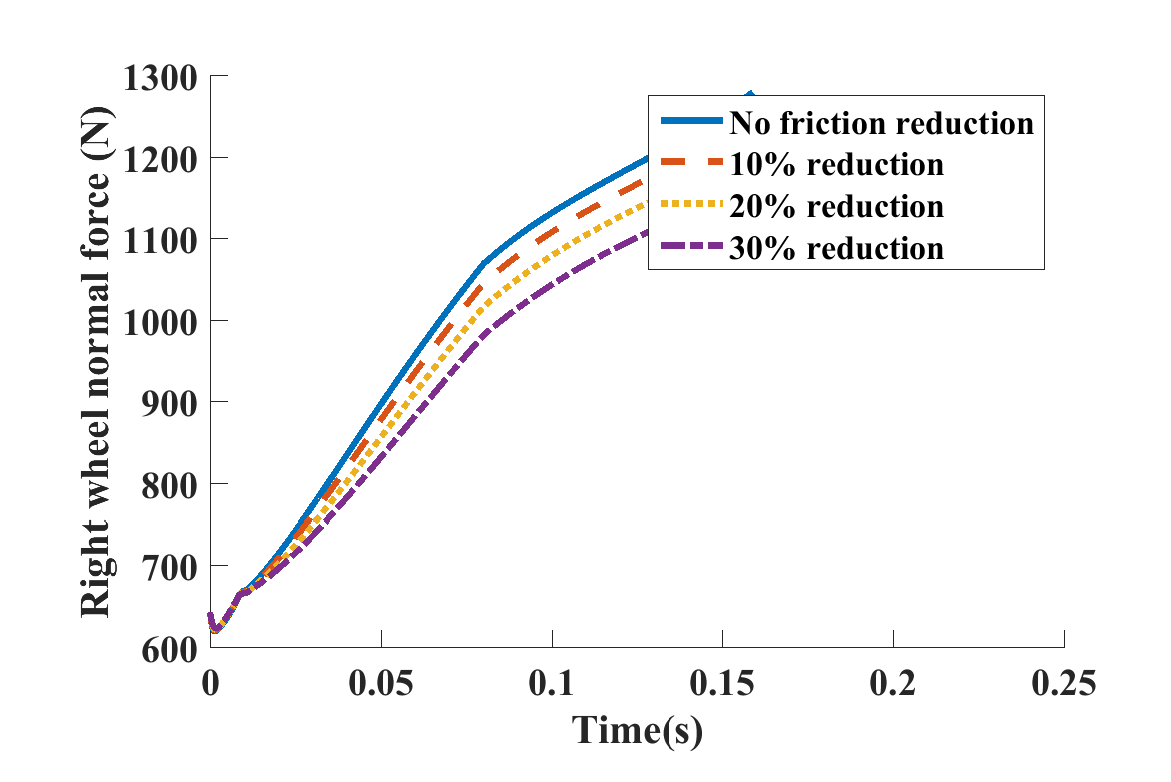 1300
1200
1100
1000
900
800
700
600
Right wheel normal force (N)
No friction reduction
10% reduction
20% reduction
30% reduction
0
0.05
0.1
0.15
0.2
0.25
Time(s)